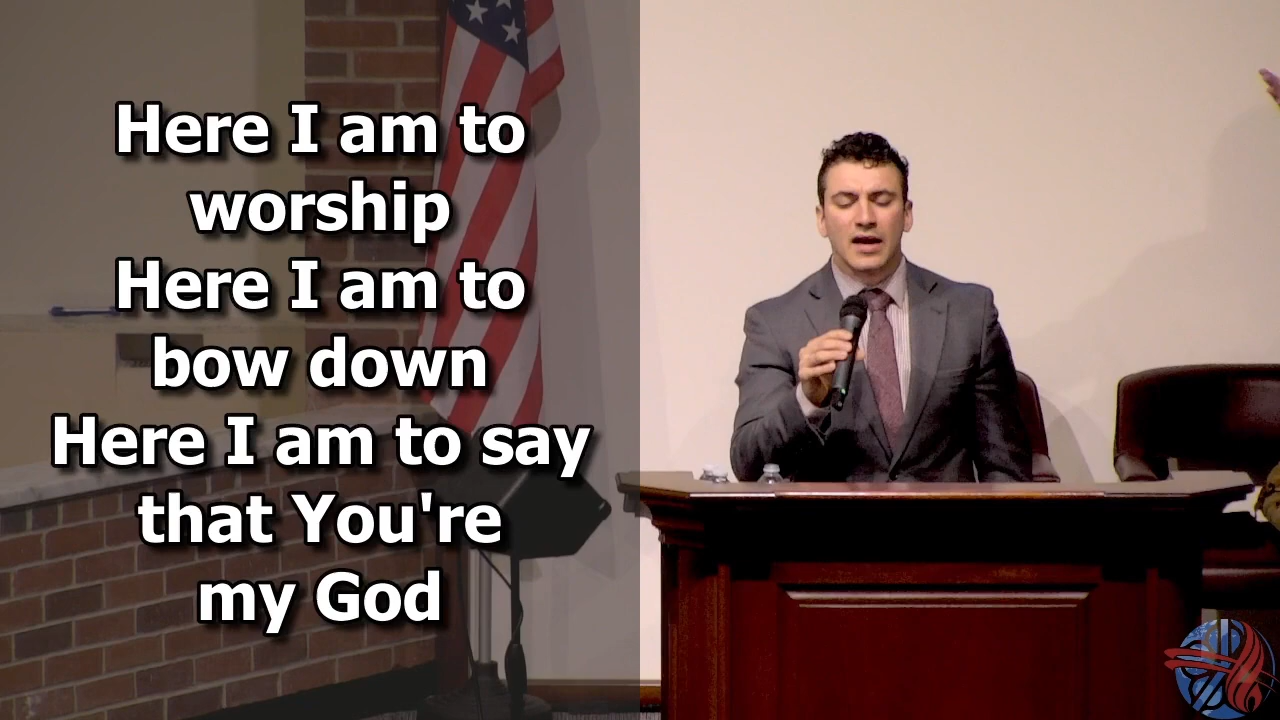 Here I am to
worship
Here I am to
bow down
Here I am to say
that You're
my God